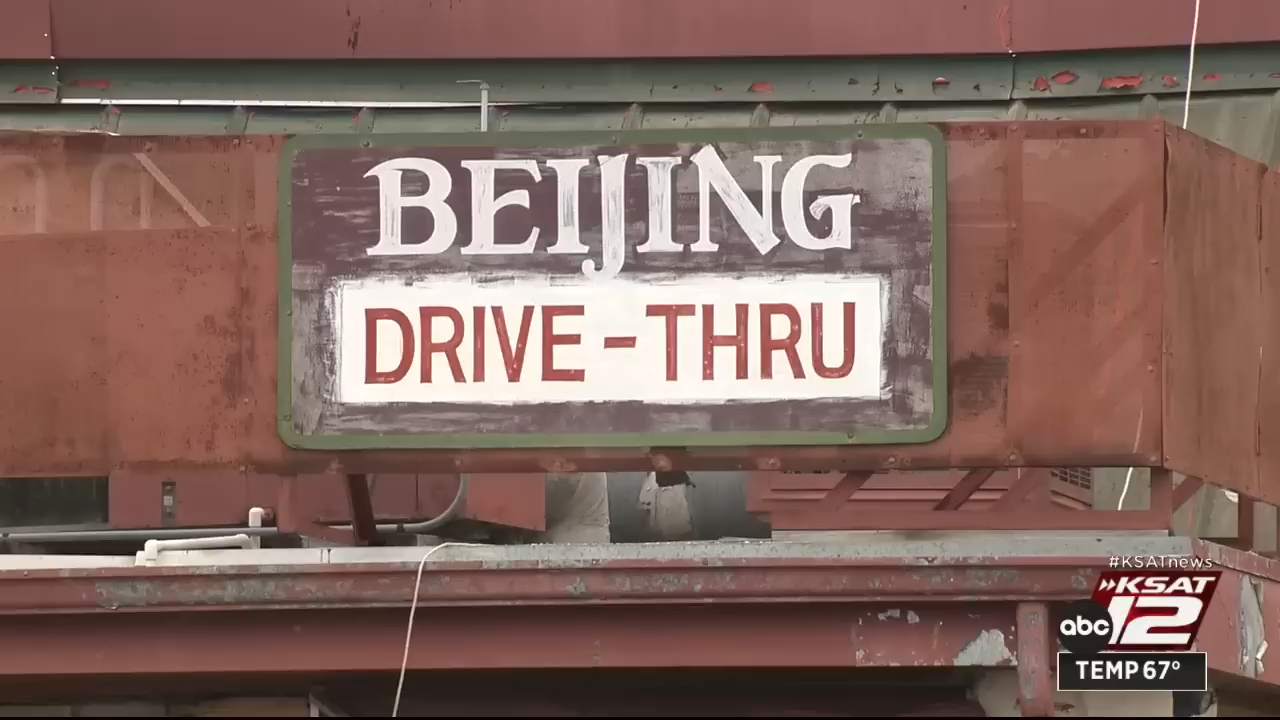 BEIJING
DRIVE-THRU
#KSATnews
KSAT
abc 12
TEMP 67°